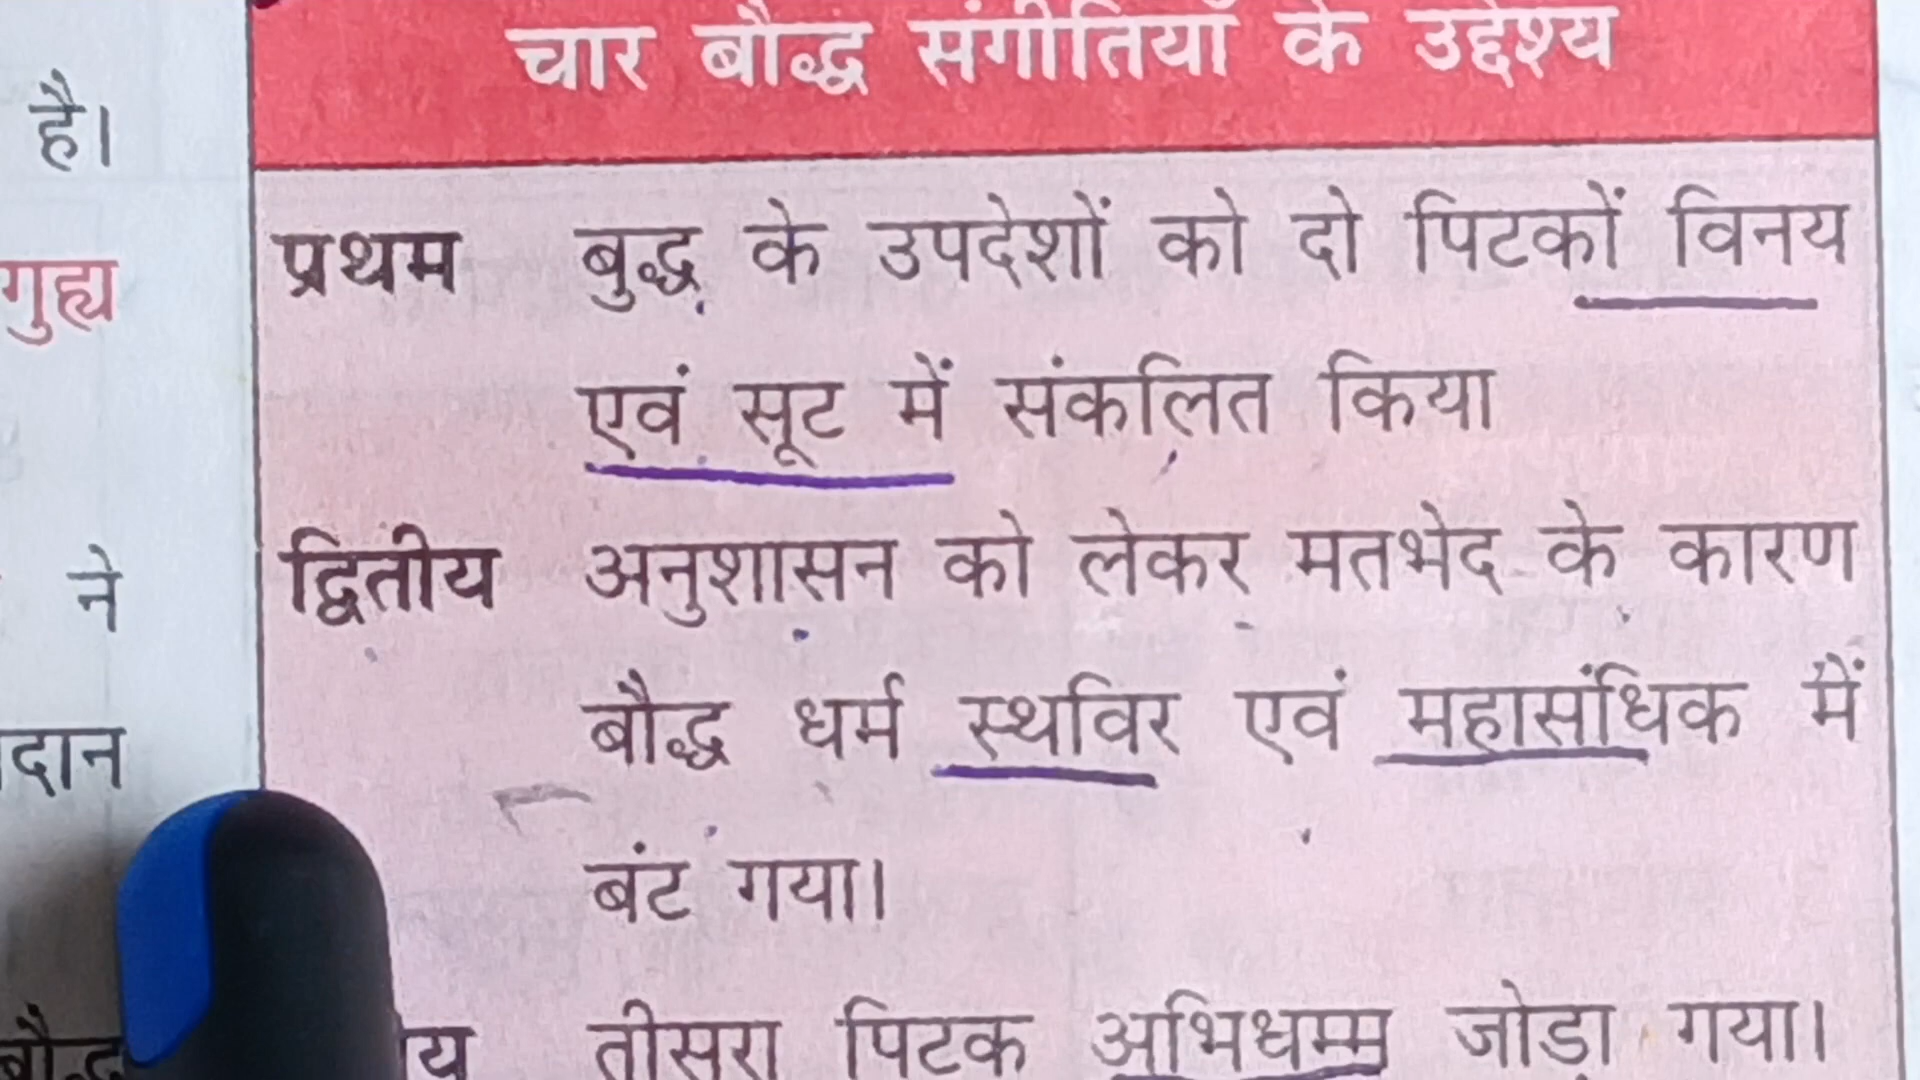 चार बौद्ध संगीतियों के उद्देश्य
है।
प्रथम बुद्ध के उपदेशों को दो पिटकों विनय
गुह्य
एवं सूट में संकलित किया
द्वितीय अनुशासन को लेकर मतभेद के कारण
ने
बौद्ध धर्म स्थविर एवं महासंधिक में
दान
बंट गया।
तीसरा पिटक अभिधम्म जोड़ा गया।
बौद्ध